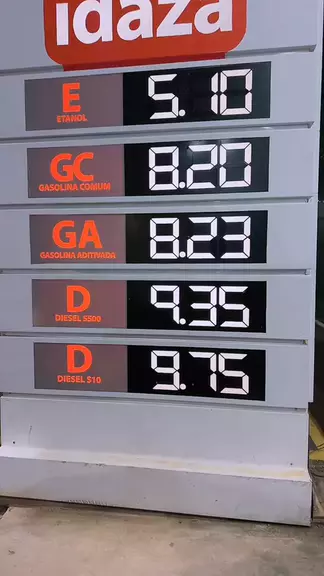 idaza
E
ETANOL
5.10
GC
GASOLINA COMUM
8.20
GA
GASOLINA ADITIVADA
8.23
D
DIESEL S500
9.35
D
DIESEL S10
9.75